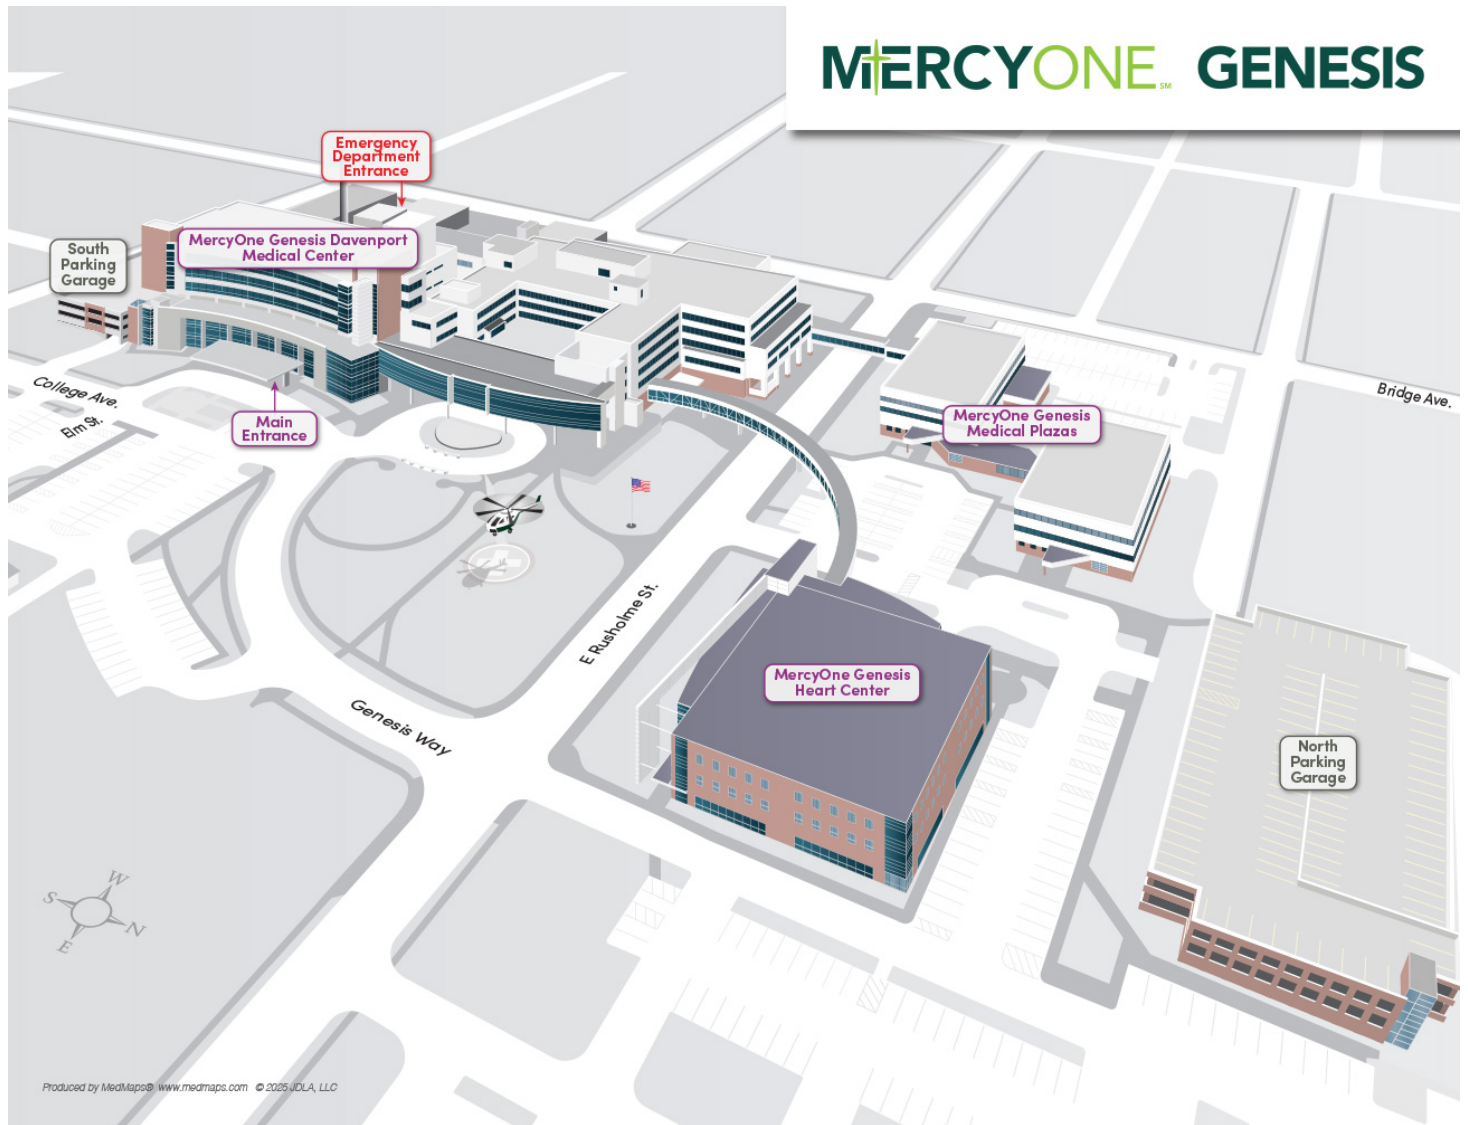 MERCYONE SM GENESIS
Emergency
Department
Entrance
MercyOne Genesis Davenport
Medical Center
South
Parking
Garage
College Ave.
Elm St.
Main
Entrance
Bridge Ave.
MercyOne Genesis
Medical Plazas
E Rusholme St.
MercyOne Genesis
Heart Center
Genesis Way
North
Parking
Garage
W
S
N
E
Produced by MedMaps® www.medmaps.com © 2025 JDLA, LLC